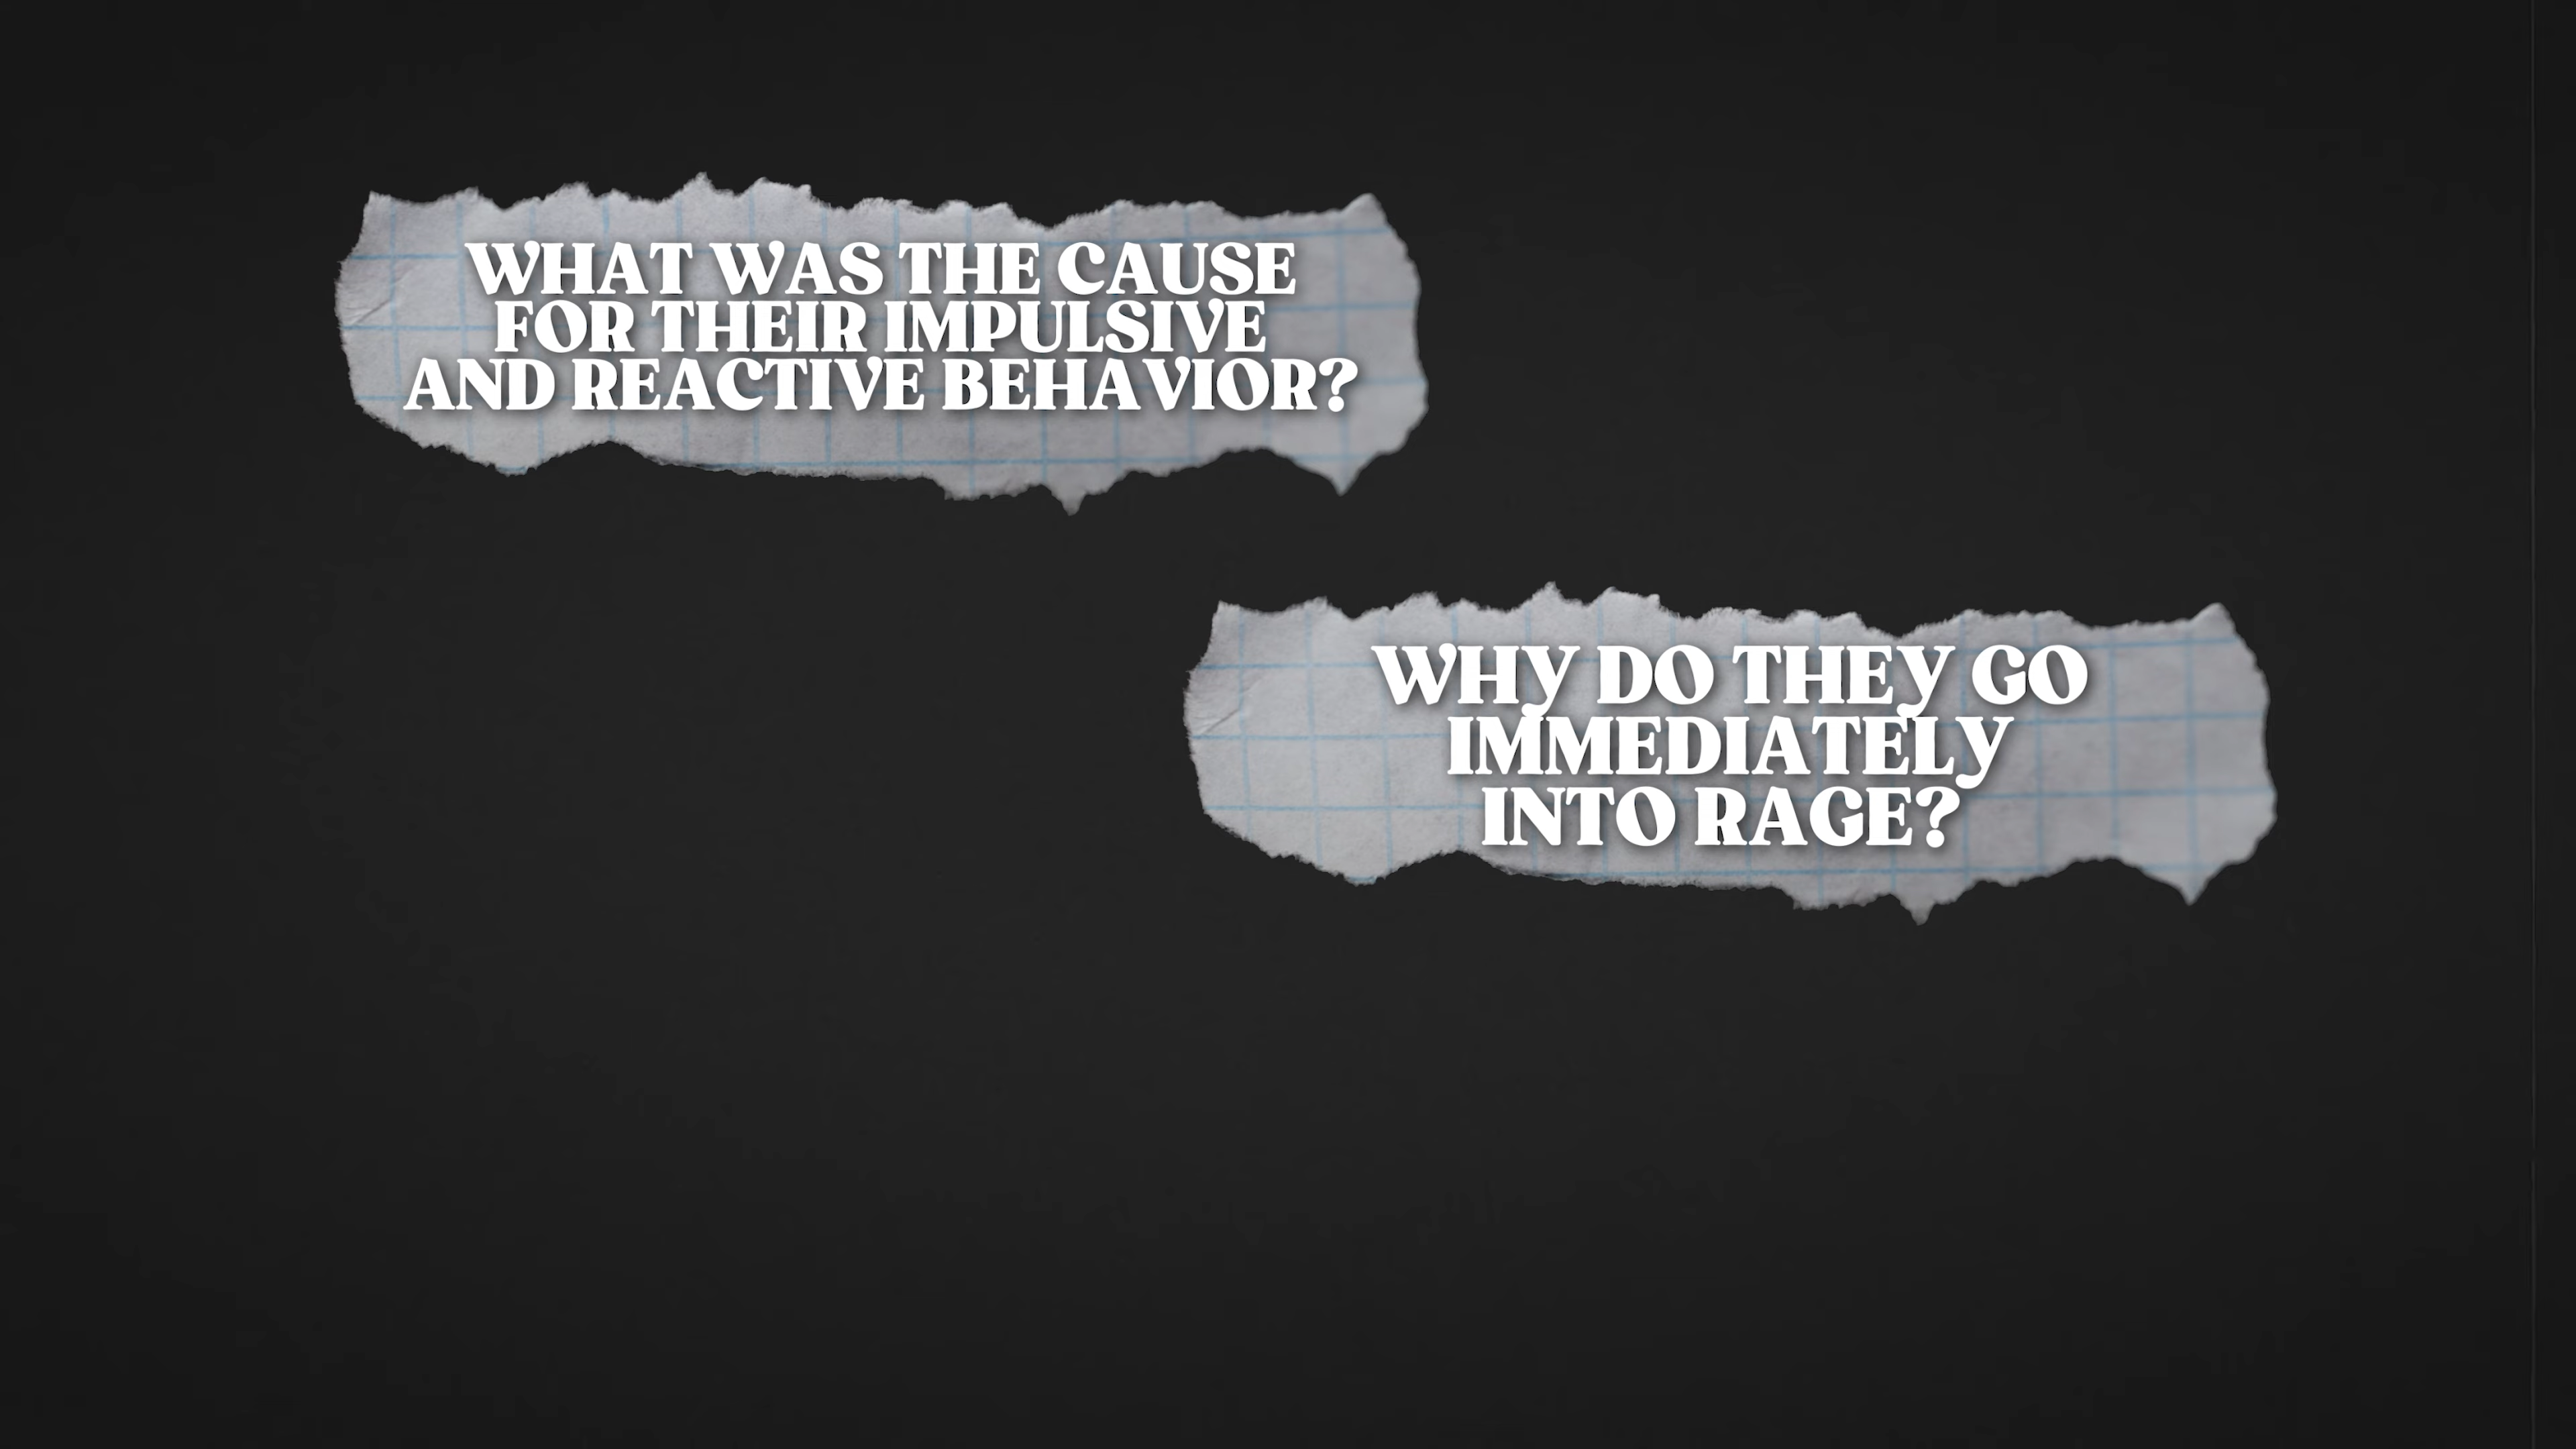 WHAT WAS THE CAUSE
FOR THEIR IMPULSIVE
AND REACTIVE BEHAVIOR?
WHY DO THEY GO
IMMEDIATELY
INTO RAGE?